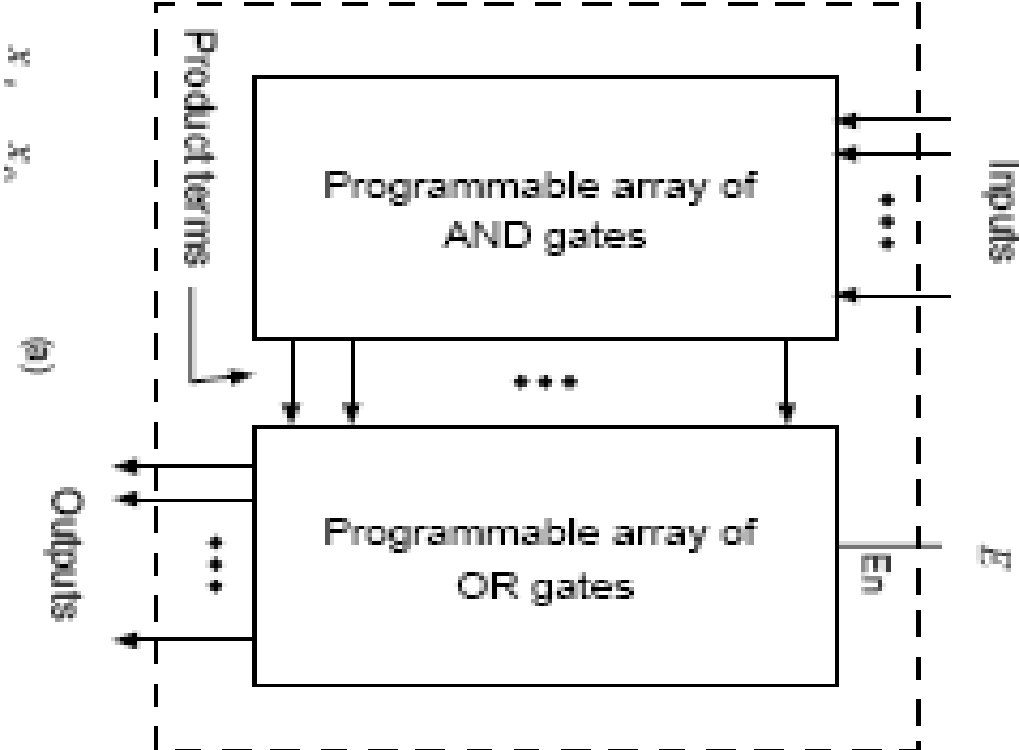 Product terms
Programmable array of
AND gates
Inputs
(a)
Programmable array of
OR gates
En
E
Outputs